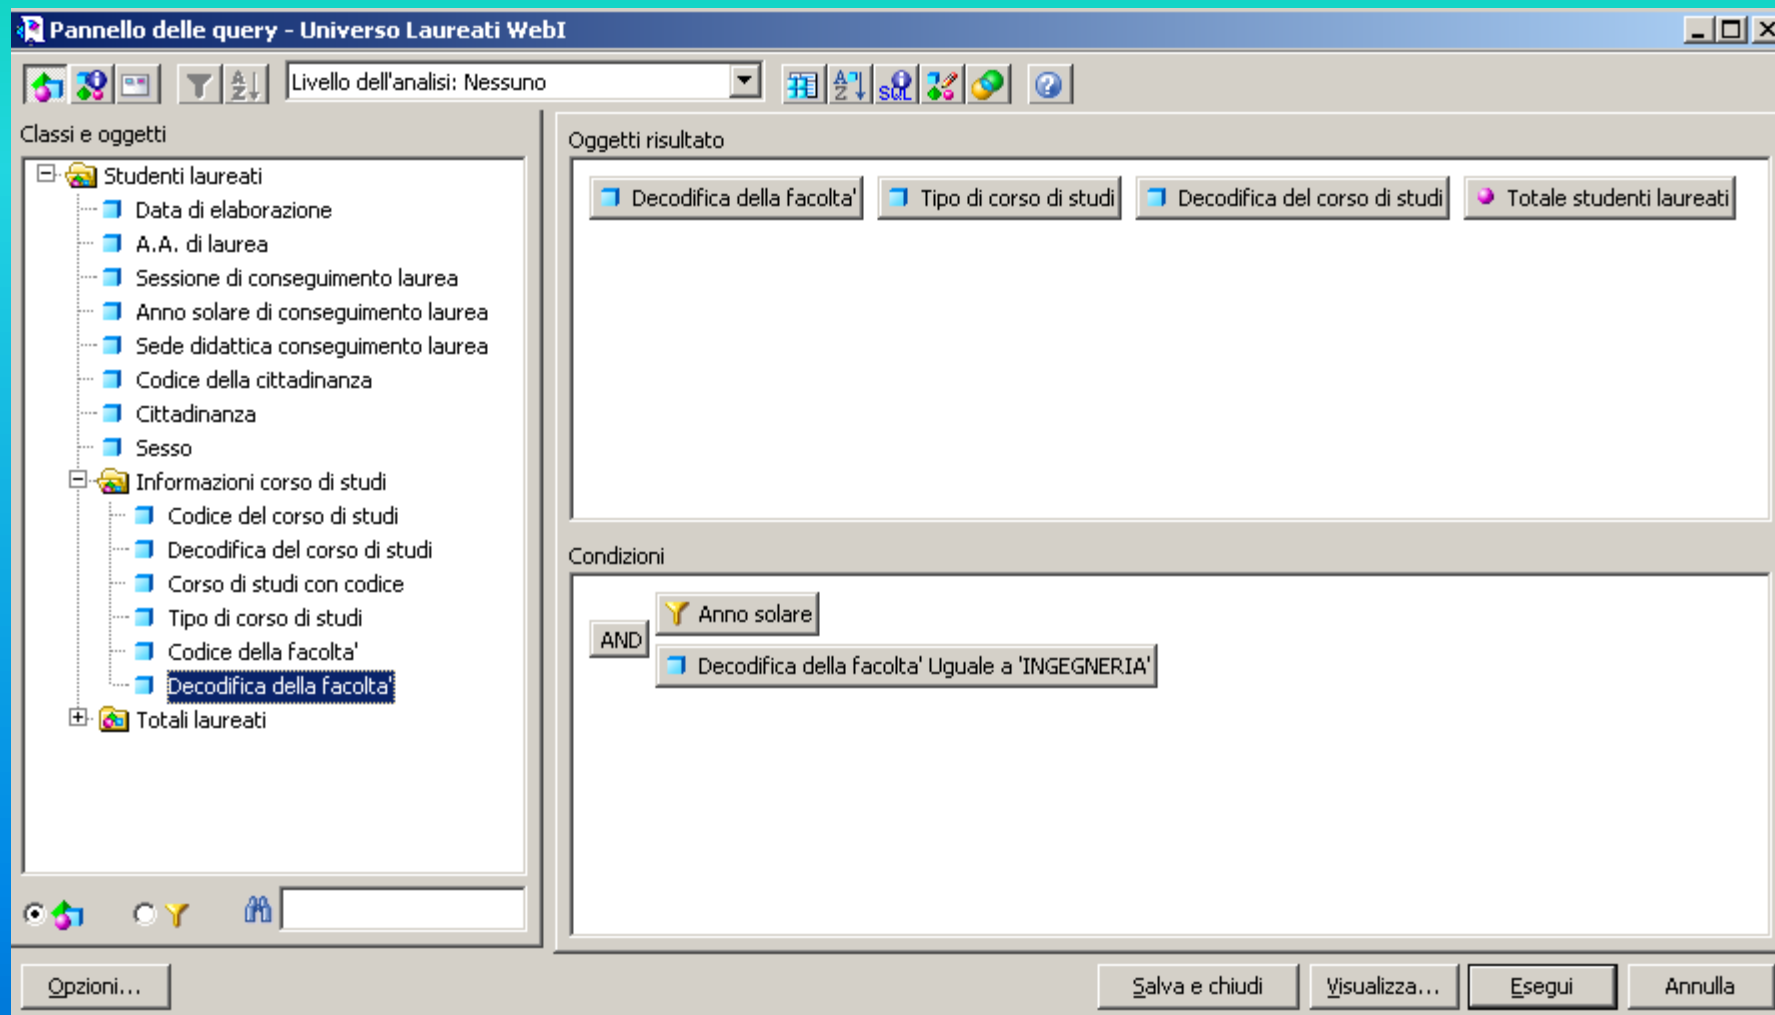 Pannello delle query - Universo Laureati WebI
Livello dell'analisi: Nessuno
Classi e oggetti
Studenti laureati
Data di elaborazione
A.A. di laurea
Sessione di conseguimento laurea
Anno solare di conseguimento laurea
Sede didattica conseguimento laurea
Codice della cittadinanza
Cittadinanza
Sesso
Informazioni corso di studi
Codice del corso di studi
Decodifica del corso di studi
Corso di studi con codice
Tipo di corso di studi
Codice della facolta'
Decodifica della facolta'
Totali laureati
Oggetti risultato
Decodifica della facolta' Tipo di corso di studi Decodifica del corso di studi Totale studenti laureati
Condizioni
Anno solare
AND
Decodifica della facolta' Uguale a 'INGEGNERIA'
Opzioni... Salva e chiudi Visualizza... Esegui Annulla